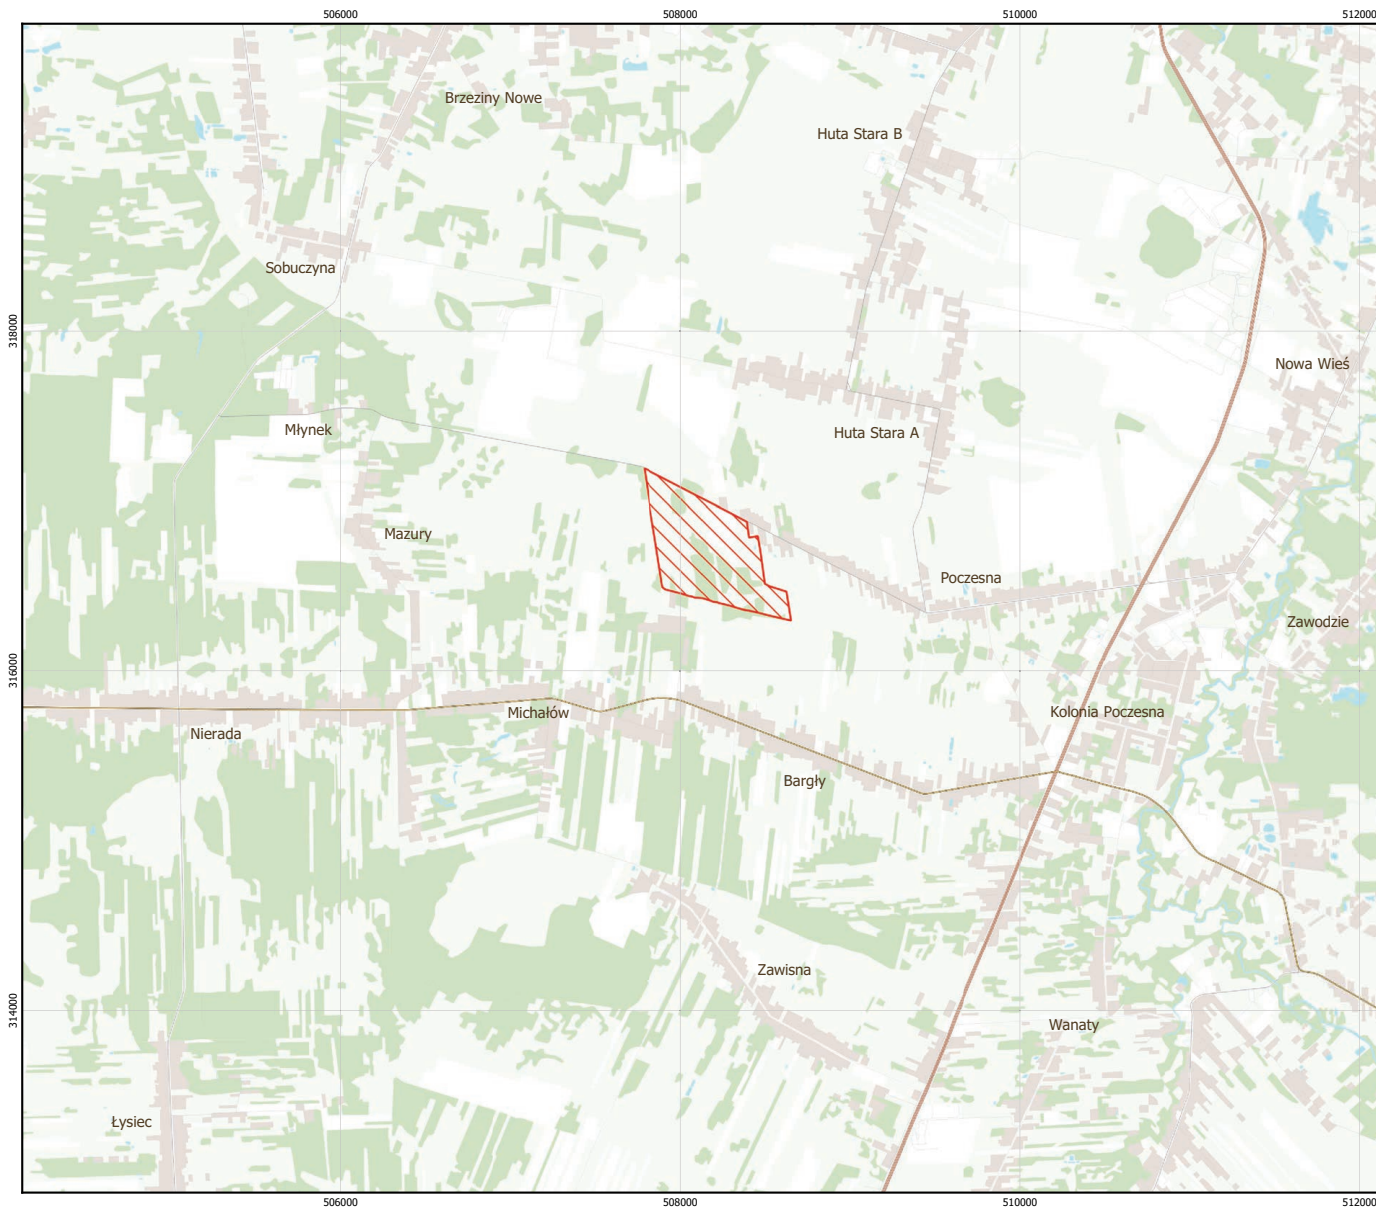 506000
508000
510000
512000
Brzeziny Nowe
Huta Stara B
Sobuczyna
318000
Nowa Wieś
Młynek
Huta Stara A
Mazury
Poczesna
Zawodzie
316000
Kolonia Poczesna
Michałów
Nierada
Bargły
Zawisna
314000
Wanaty
Łysiec
506000
508000
510000
512000